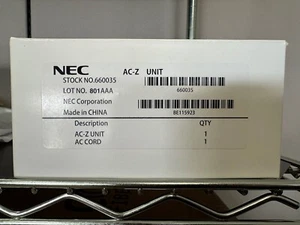 NEC AC-Z UNIT
STOCK NO.660035
LOT NO. 801AAA
660035
NEC Corporation
Made in CHINA
BE115923
Description QTY
AC-Z UNIT 1
AC CORD 1